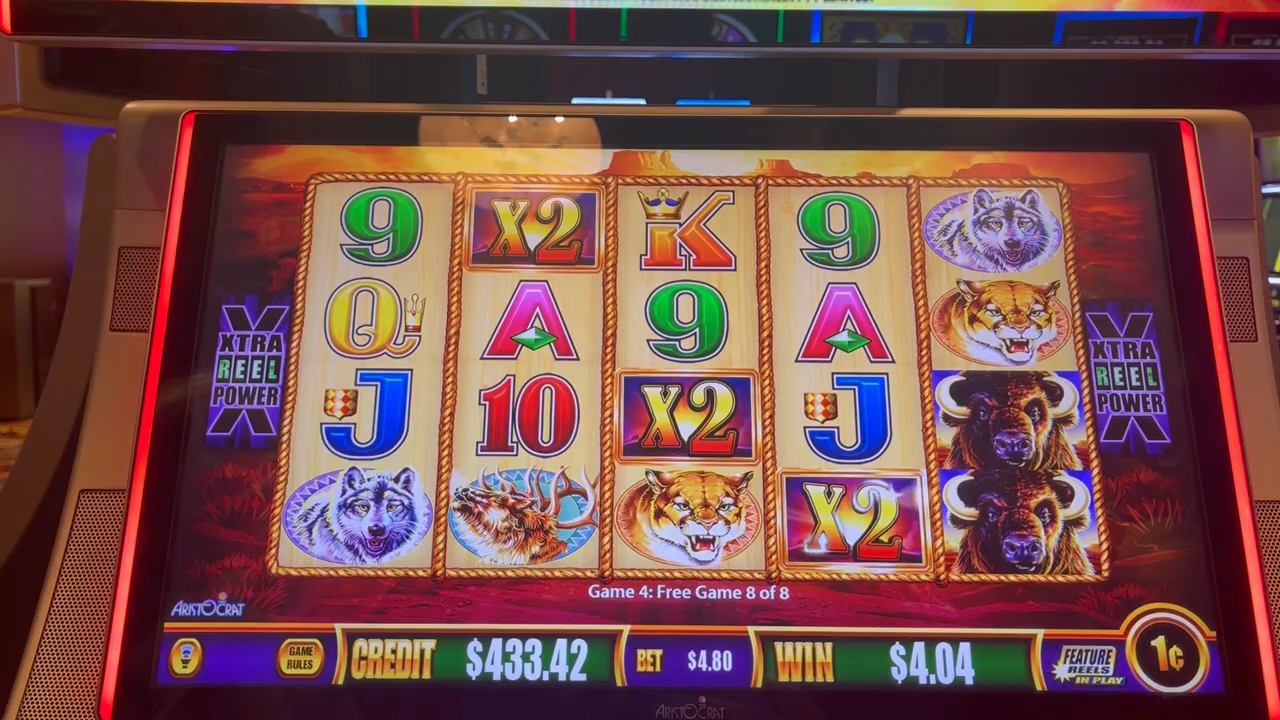 9 X2 K 9
Q A 9 A
J 10 X2 J
X2
XTRA
REEL
POWER
X
XTRA
REEL
POWER
X
Game 4: Free Game 8 of 8
ARISTOCRAT
GAME
RULES
CREDIT $433.42
BET $4.80
WIN $4.04
FEATURE
REELS
IN PLAY
1¢
ARISTOCRAT